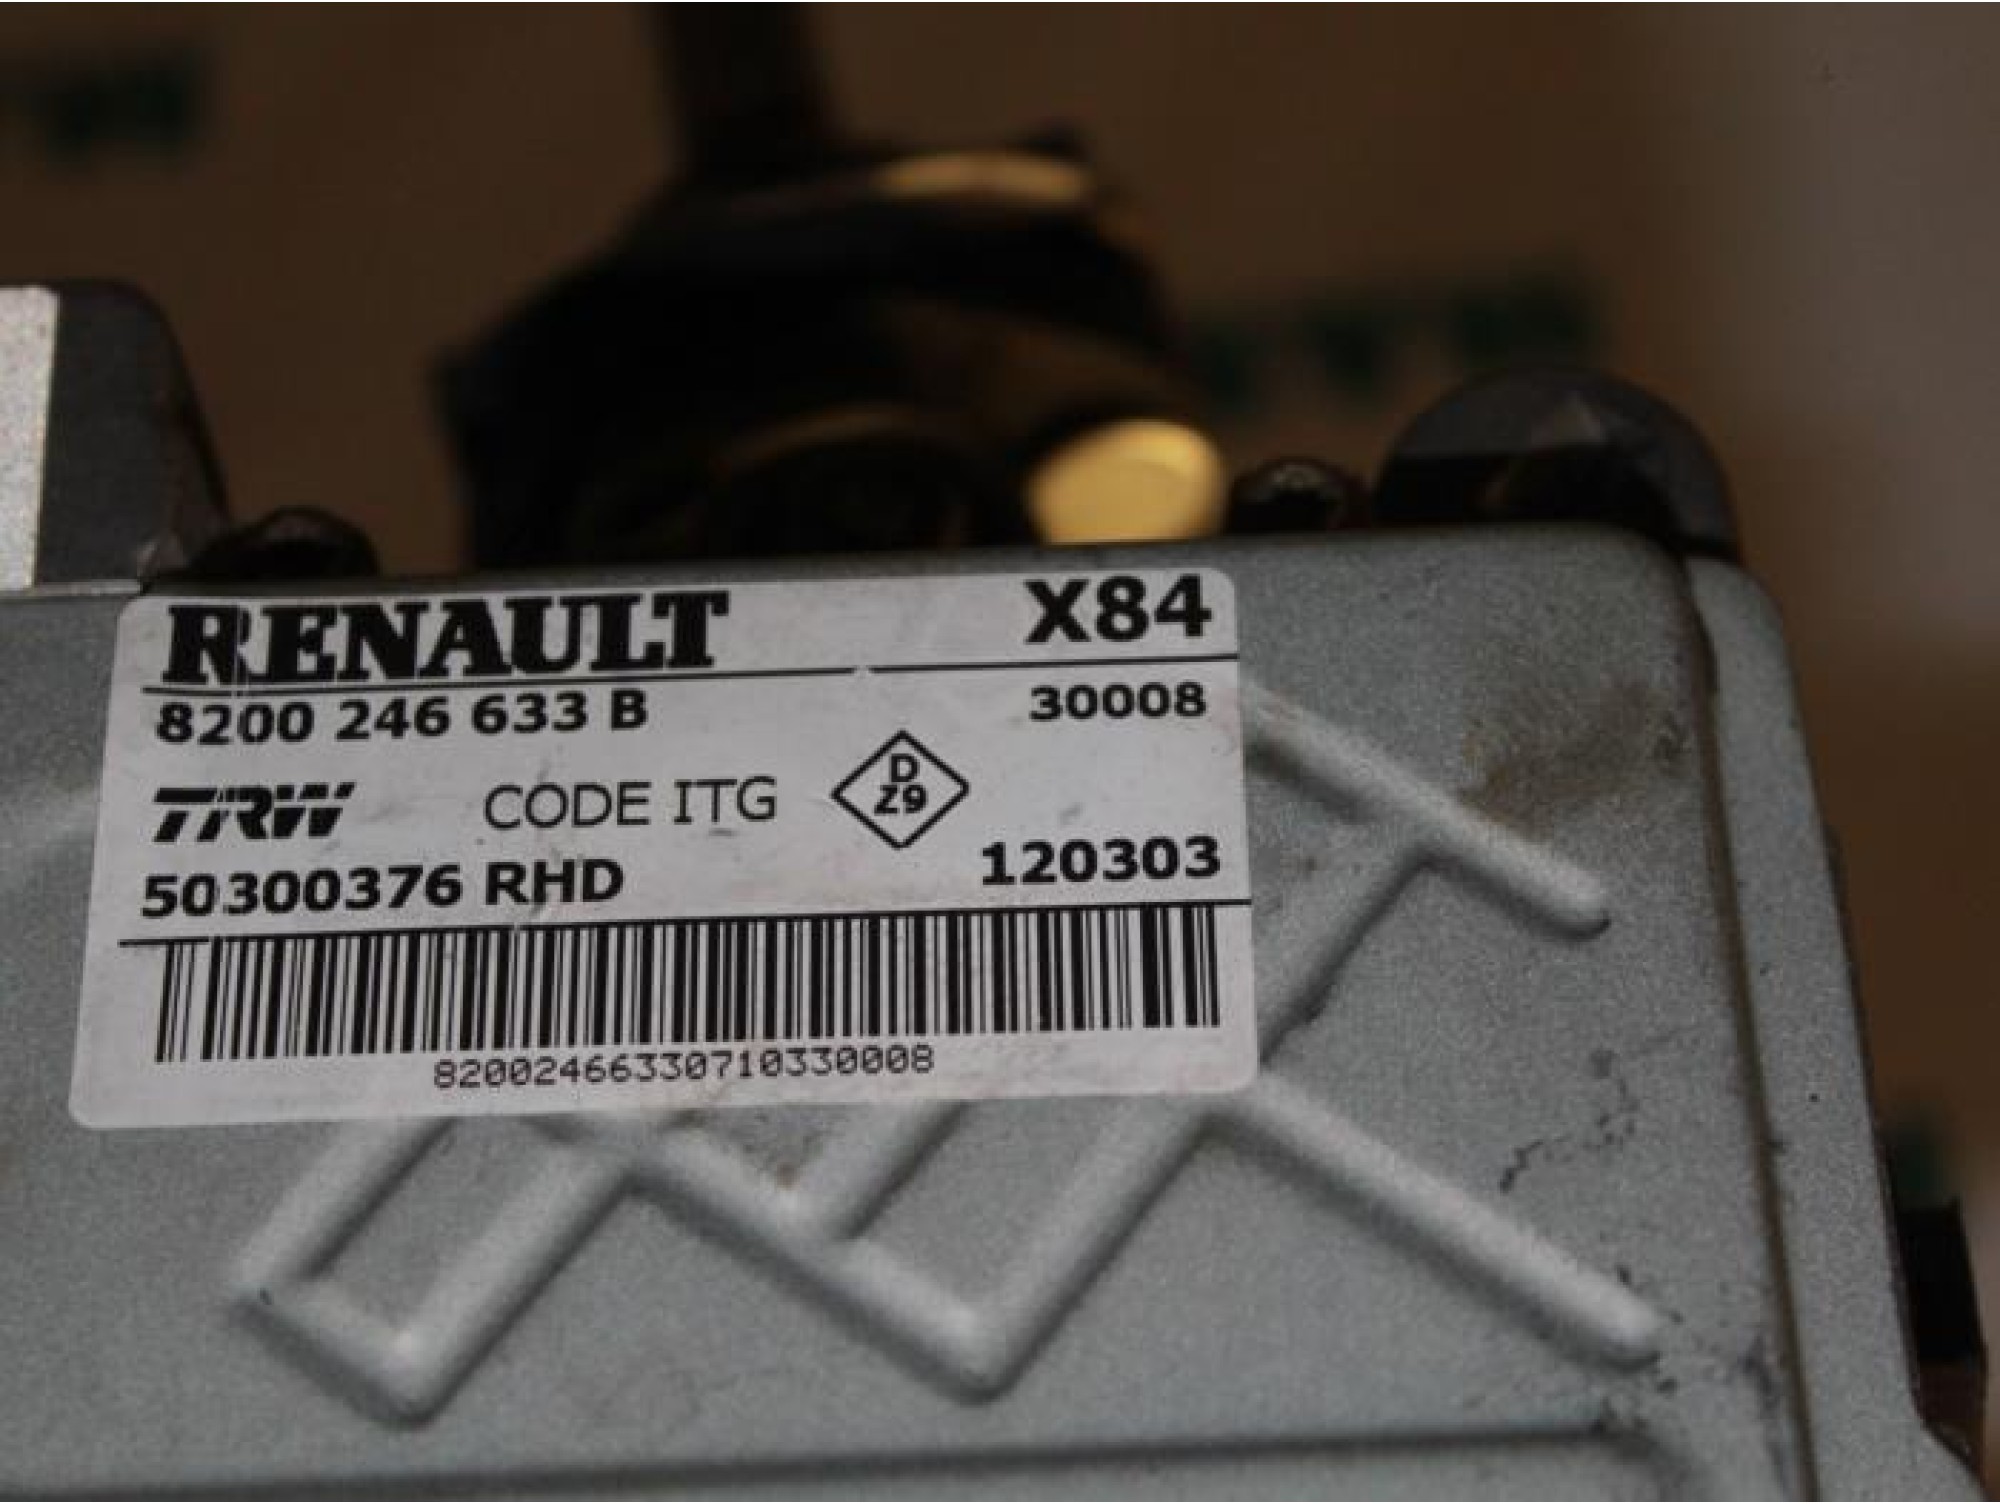 RENAULT X84
8200 246 633 B 30008
TRW CODE ITG D
Z9
50300376 RHD 120303
82002466330710330008